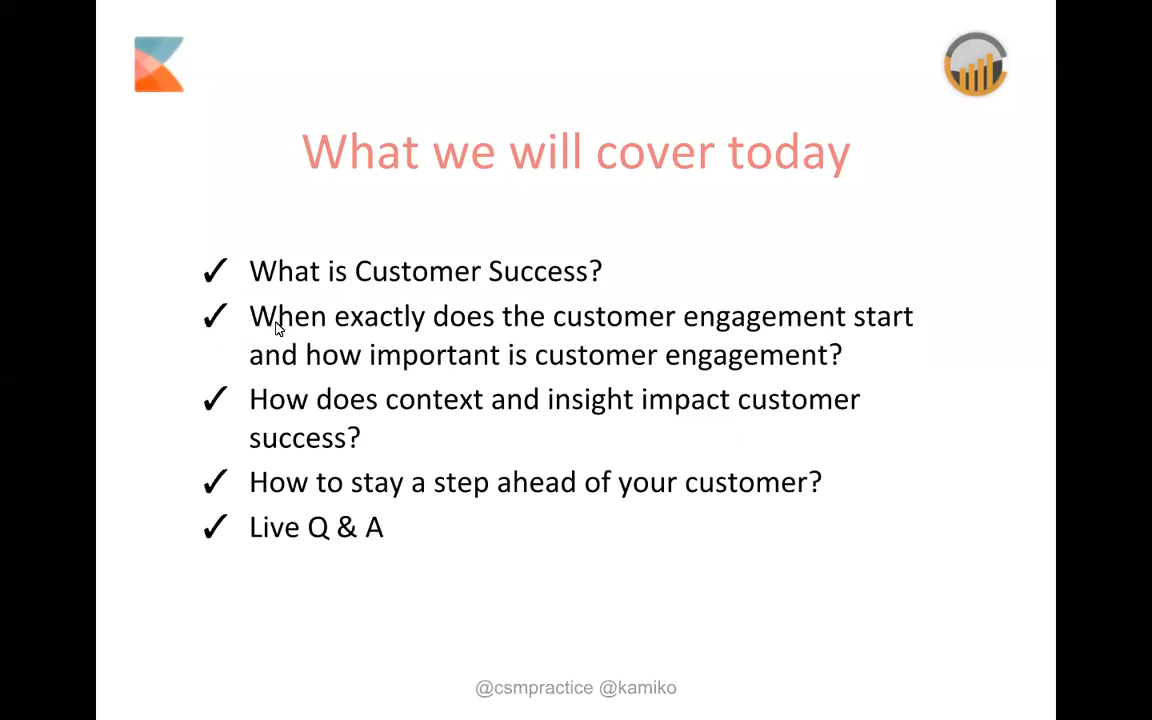 What we will cover today
✓ What is Customer Success?
✓ When exactly does the customer engagement start
and how important is customer engagement?
✓ How does context and insight impact customer
success?
✓ How to stay a step ahead of your customer?
✓ Live Q & A
@csmpractice @kamiko